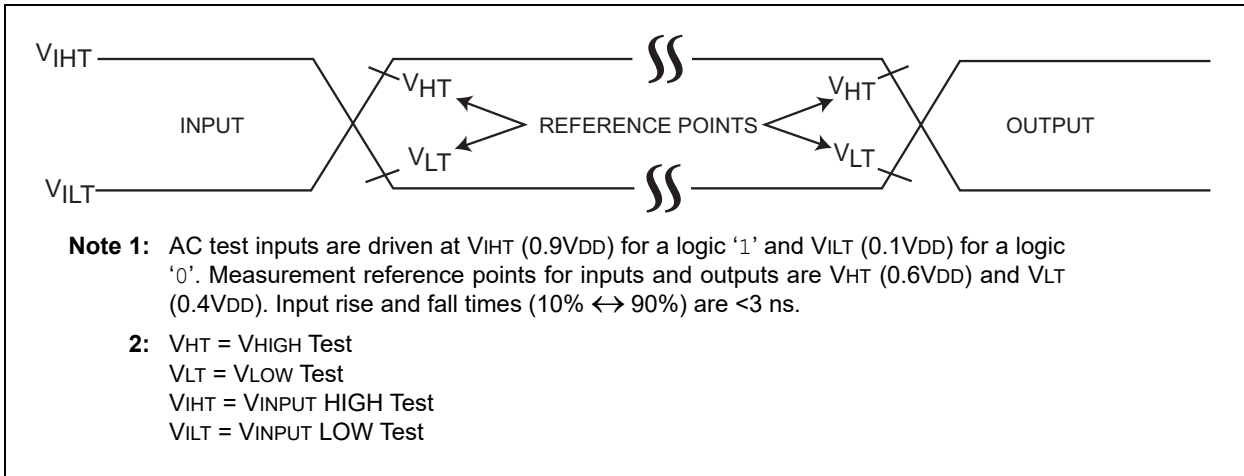 VIHT
VHT
VHT
INPUT
REFERENCE POINTS
OUTPUT
VLT
VLT
VILT
Note 1: AC test inputs are driven at VIHT (0.9VDD) for a logic ‘1’ and VILT (0.1VDD) for a logic
‘0’. Measurement reference points for inputs and outputs are VHT (0.6VDD) and VLT
(0.4VDD). Input rise and fall times (10% ↔ 90%) are <3 ns.
2: VHT = VHIGH Test
VLT = VLOW Test
VIHT = VINPUT HIGH Test
VILT = VINPUT LOW Test